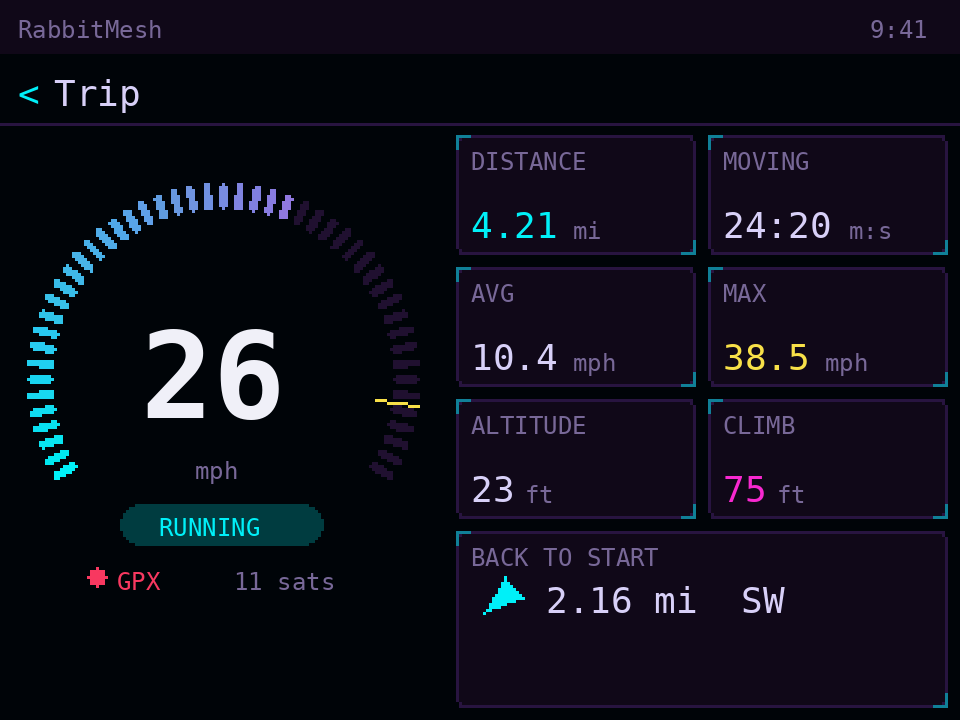 RabbitMesh 9:41
< Trip
26
mph
RUNNING
GPX 11 sats
DISTANCE
4.21 mi
MOVING
24:20 m:s
AVG
10.4 mph
MAX
38.5 mph
ALTITUDE
23 ft
CLIMB
75 ft
BACK TO START
2.16 mi SW